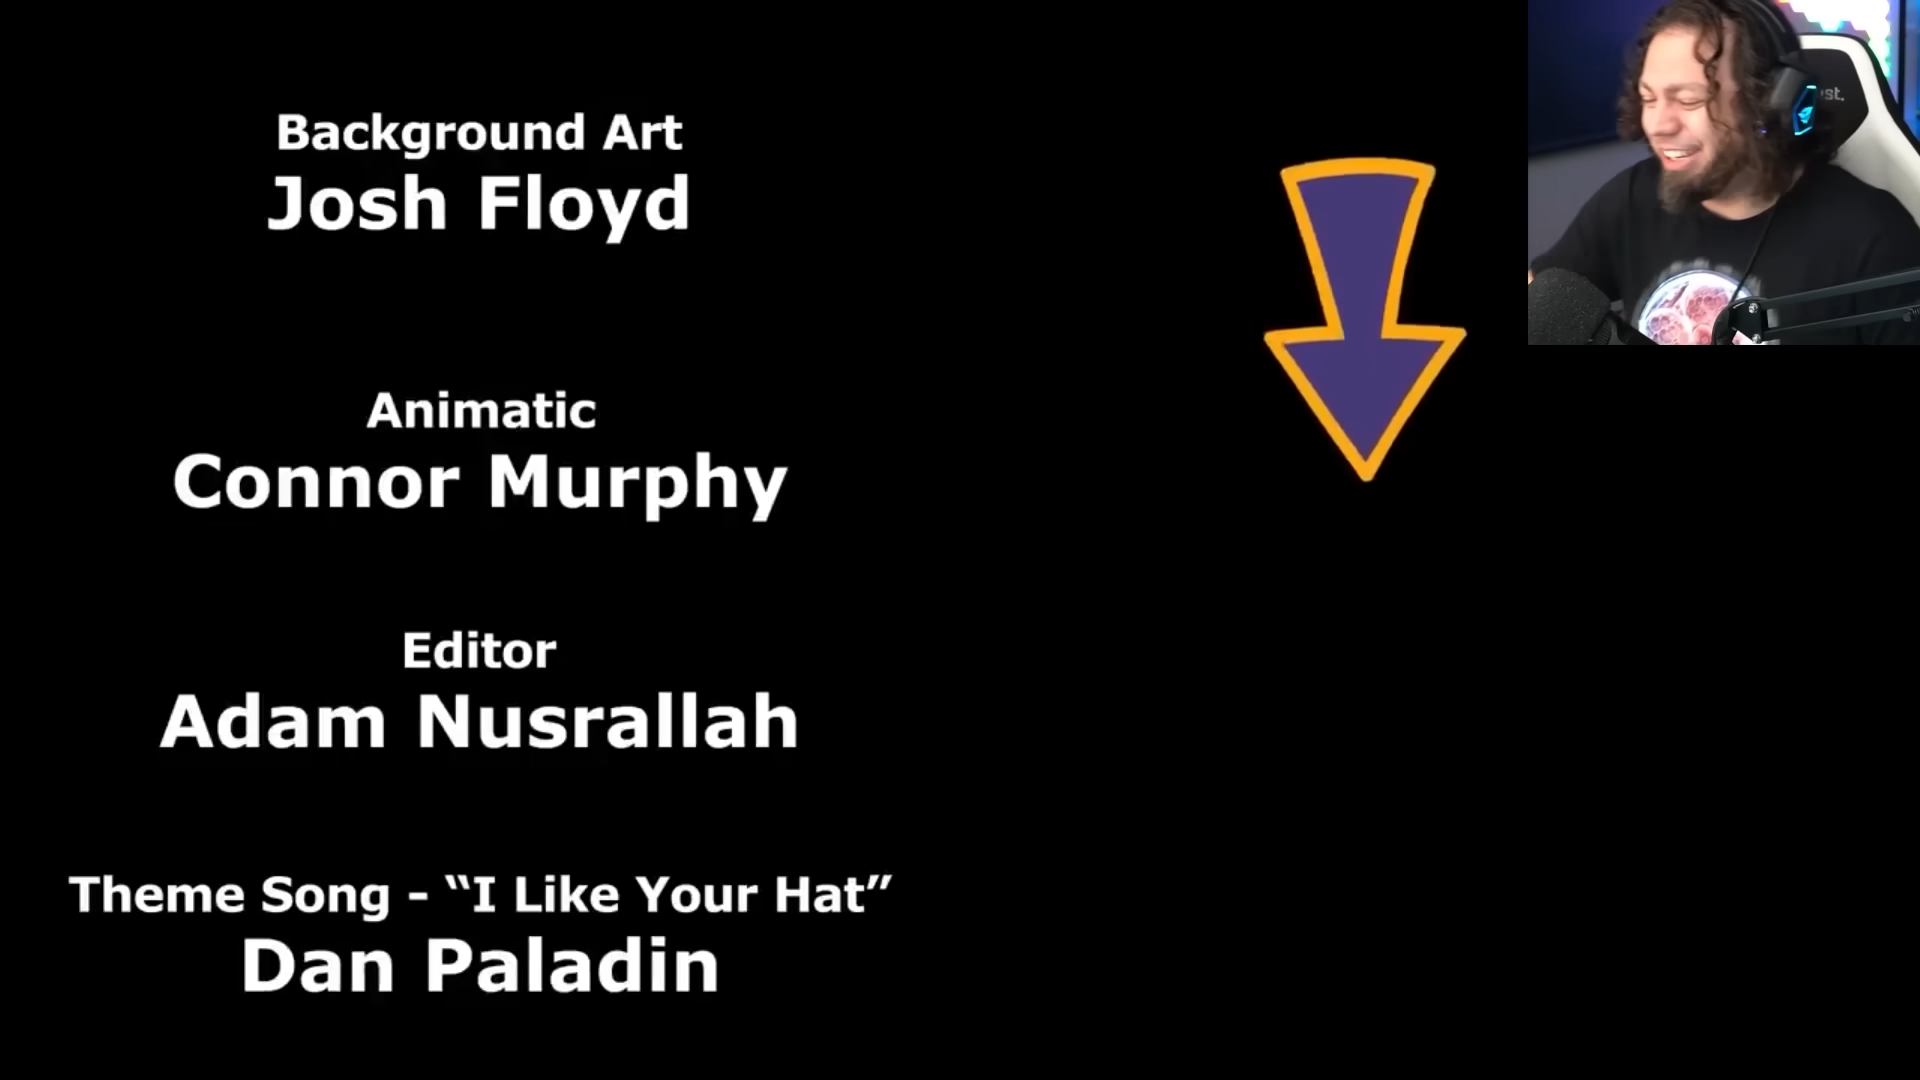 Background Art
Josh Floyd
Animatic
Connor Murphy
Editor
Adam Nusrallah
Theme Song - “I Like Your Hat”
Dan Paladin